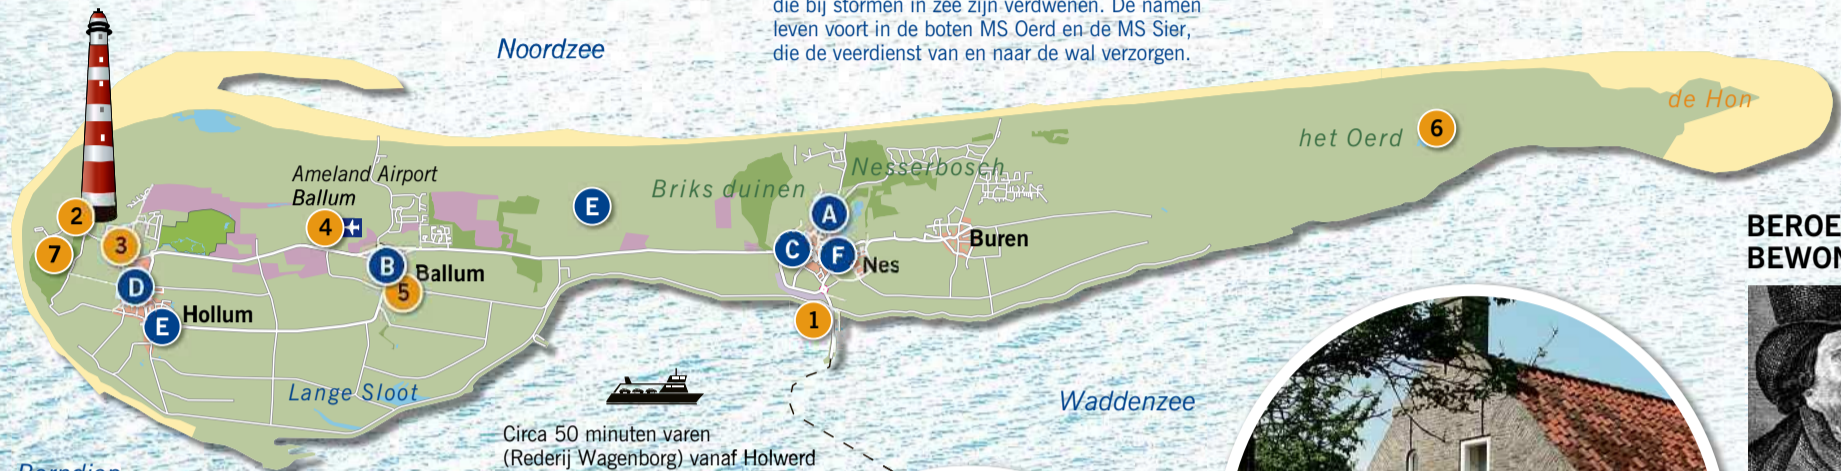 die bij stormen in zee zijn verdwenen. De namen
leven voort in de boten MS Oerd en de MS Sier,
die de veerdienst van en naar de wal verzorgen.
Noordzee
de Hon
6
het Oerd
Nesserbosch
Ameland Airport
Ballum
Briks duinen
E
A
2
4
3
7
C
F
Buren
Nes
B
Ballum
5
D
Hollum
E
1
Lange Sloot
Waddenzee
Circa 50 minuten varen
(Rederij Wagenborg) vanaf Holwerd
BEROE
BEWON